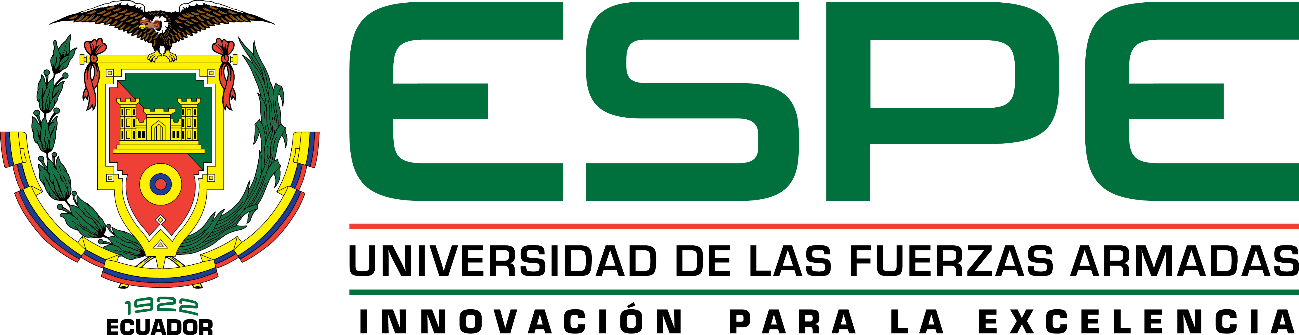 ESPE
UNIVERSIDAD DE LAS FUERZAS ARMADAS
INNOVACIÓN PARA LA EXCELENCIA
1922
ECUADOR